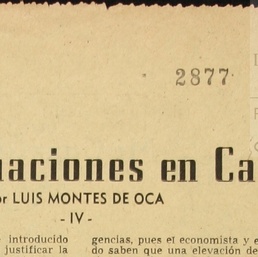 2877
uaciones en Ca
or LUIS MONTES DE OCA
- IV -
introducido
justificar la
gencias, pues el economista y e
do saben que una elevación de